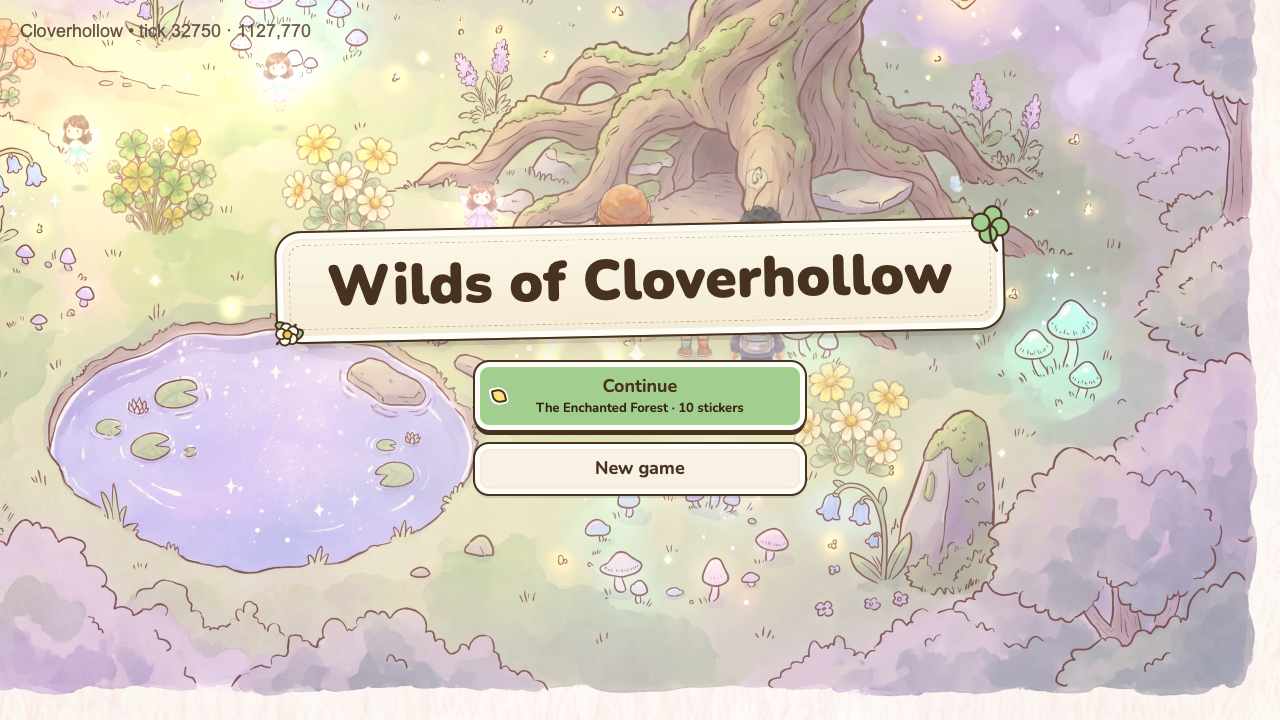 Cloverhollow • tick 32750 · 1127,770
Wilds of Cloverhollow
Continue
The Enchanted Forest · 10 stickers
New game